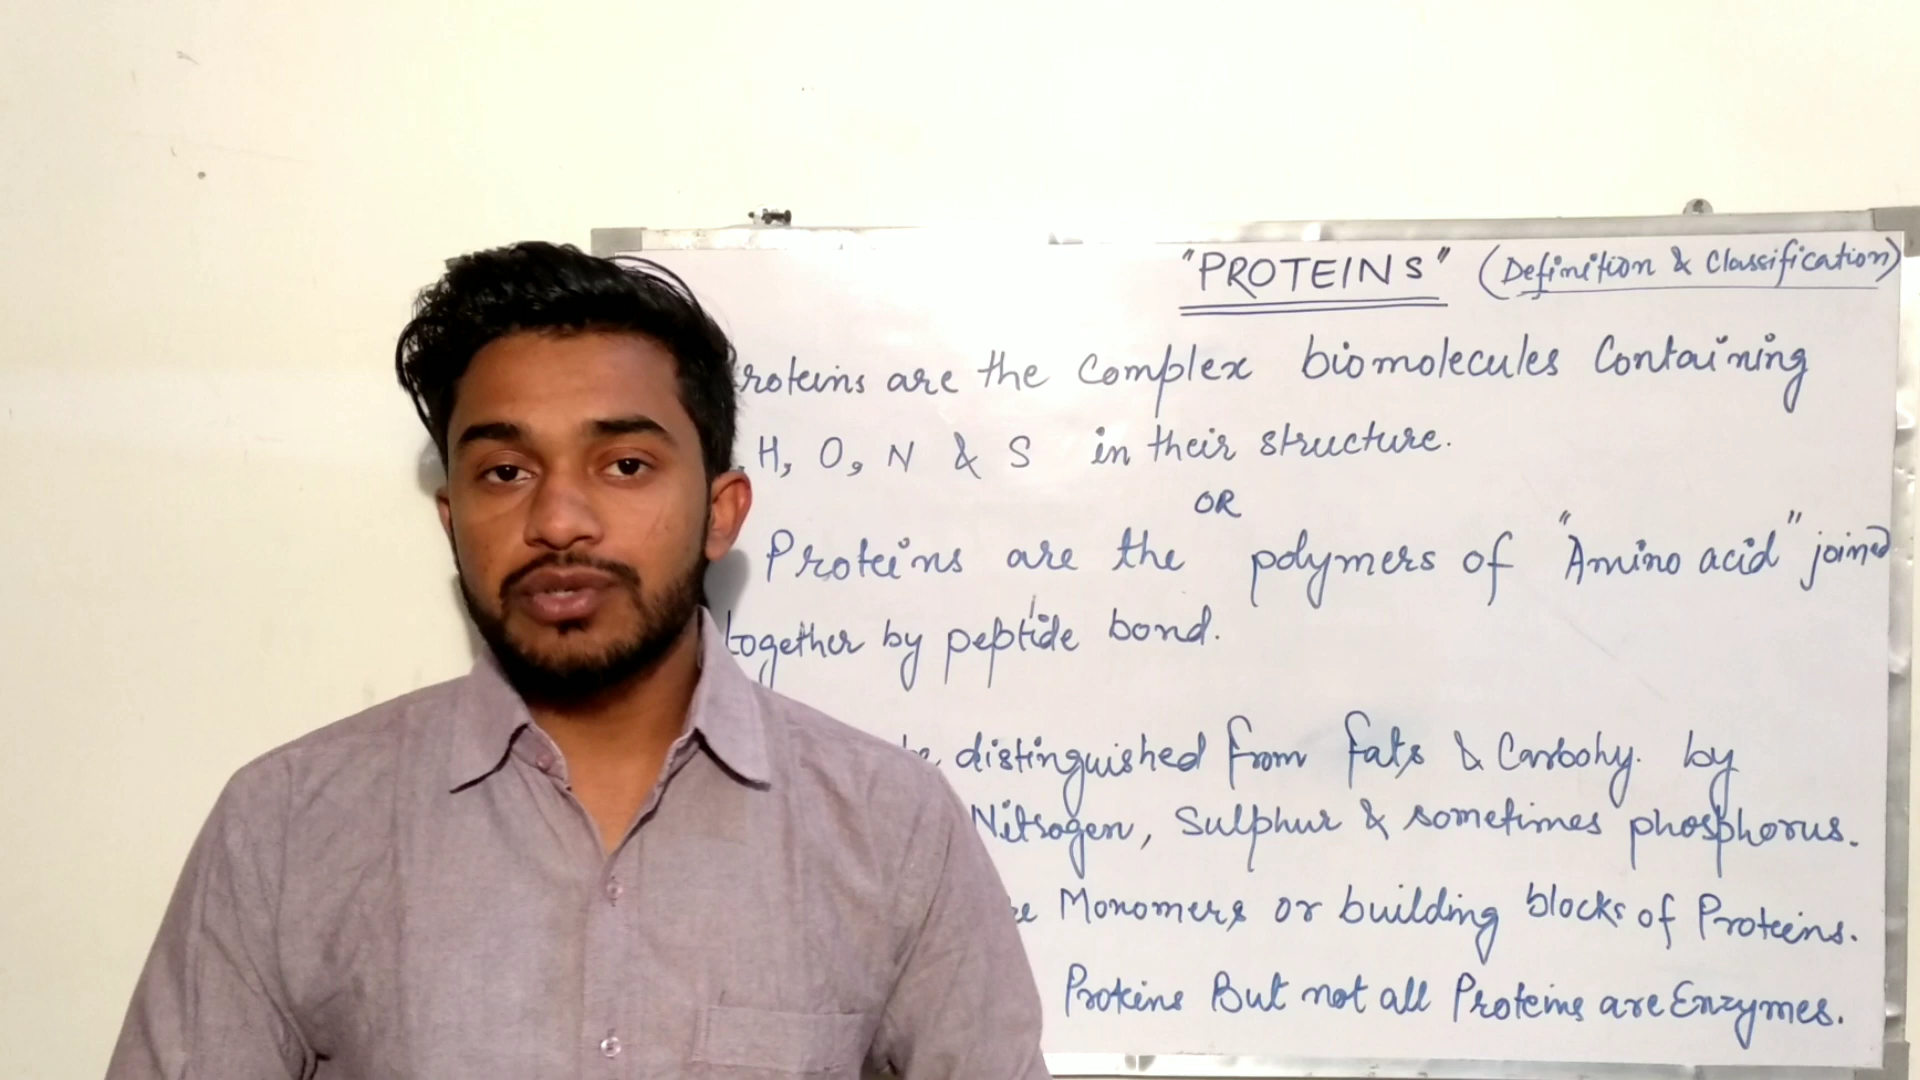 "PROTEINS" (Definition & Classification)
roteins are the Complex biomolecules Containing
H, O, N & S in their structure.
OR
Proteins are the polymers of "Amino acid" joined
together by peptide bond.
distinguished from fats & Carbohy. by
Nitrogen, Sulphur & sometimes phosphorus.
Monomers or building blocks of Proteins.
Proteins But not all Proteins are Enzymes.